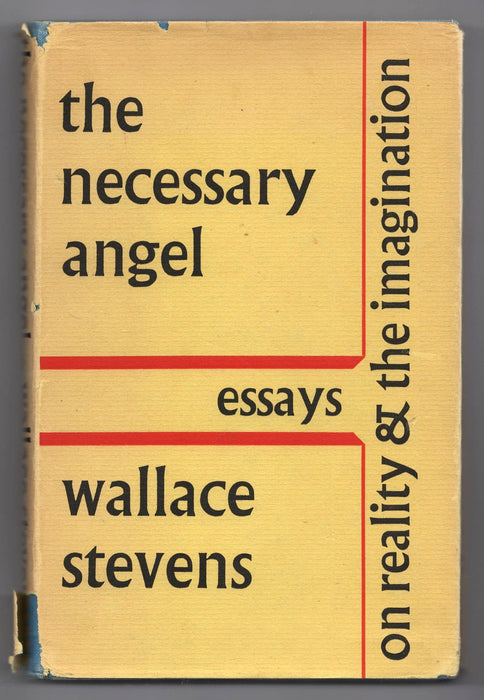 the
necessary
angel
essays
on reality & the imagination
wallace
stevens